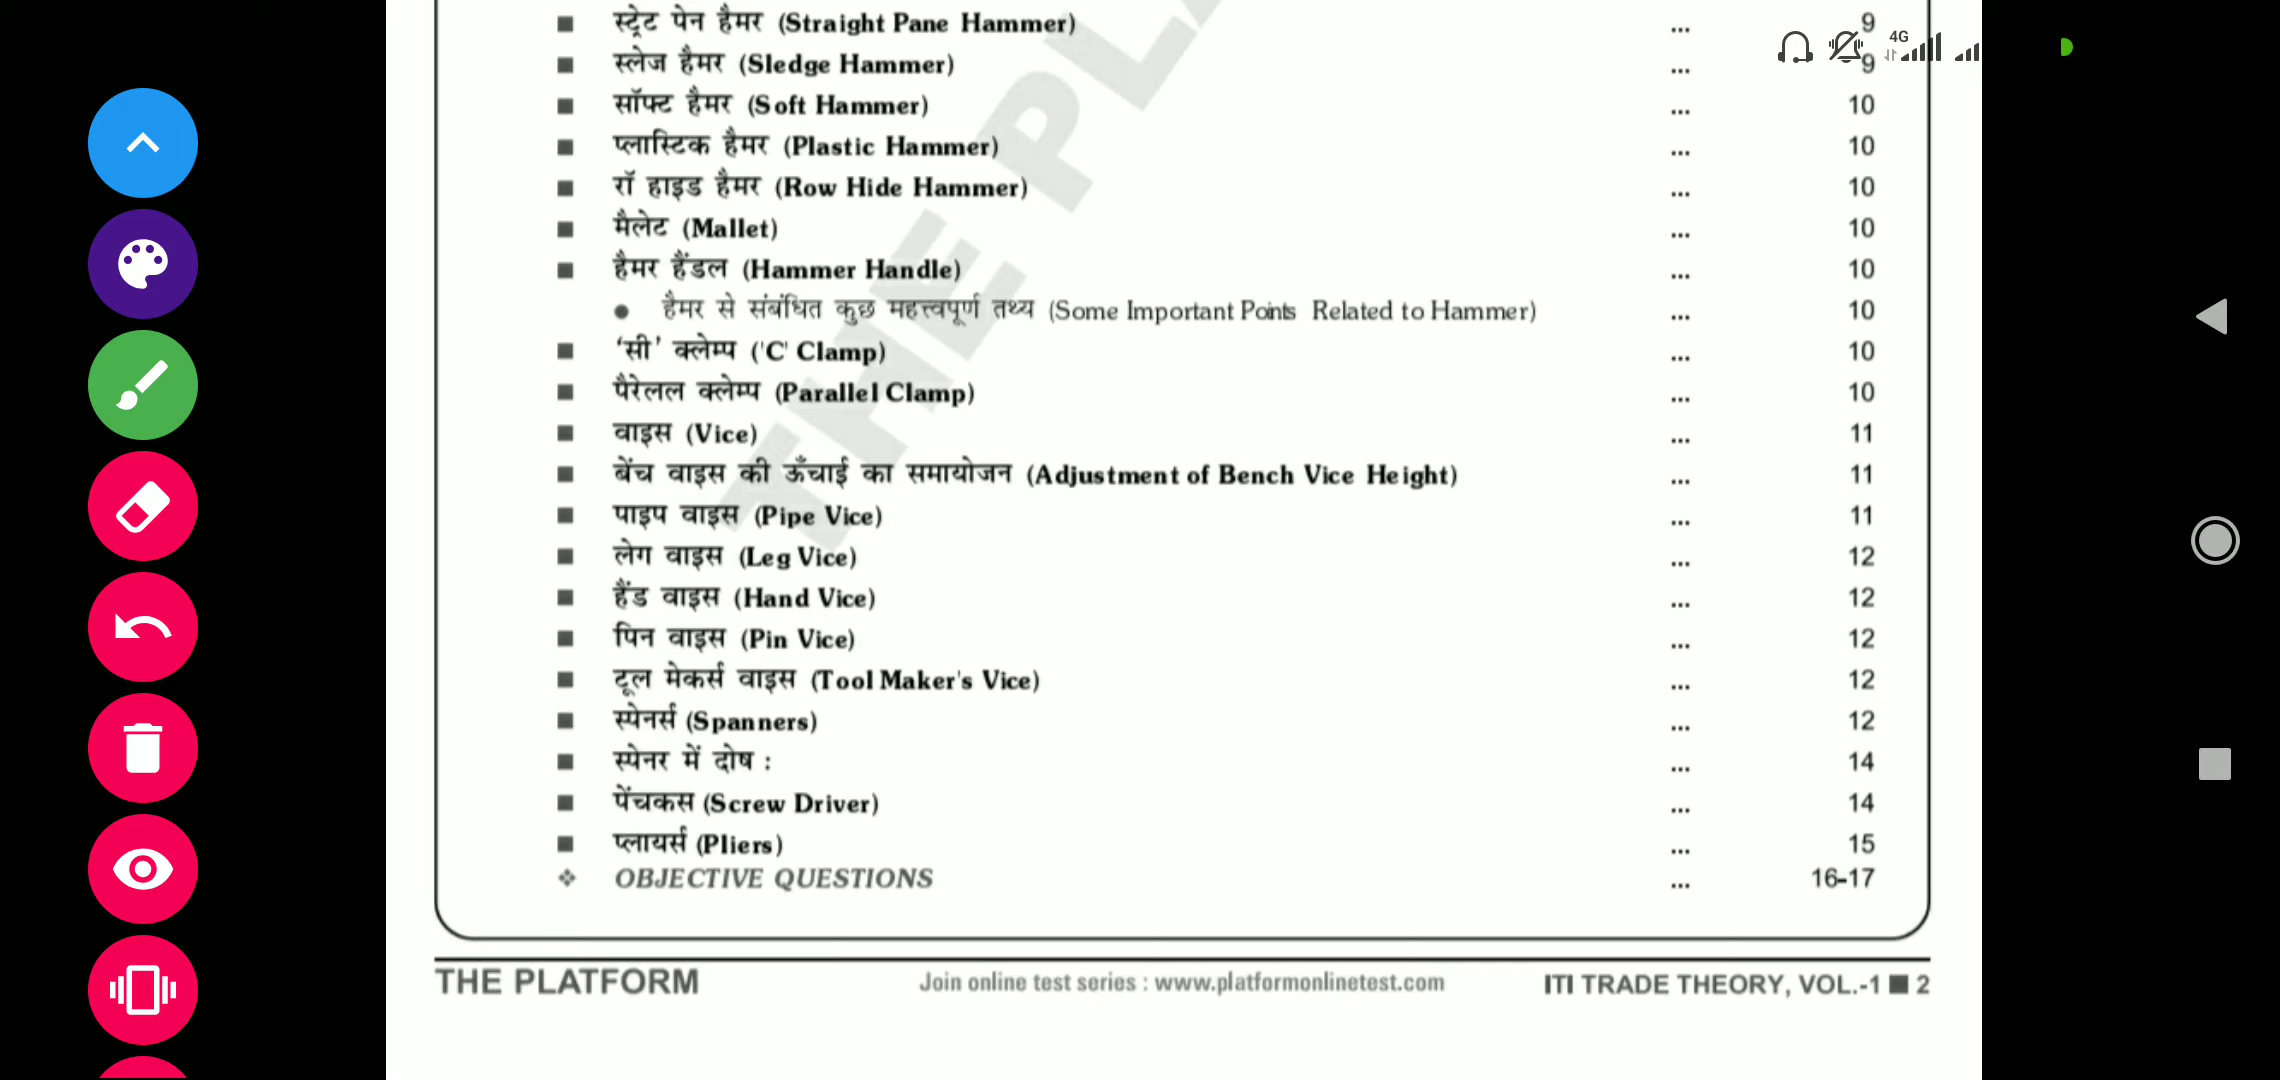 स्ट्रेट पेन हैमर (Straight Pane Hammer) ... 9
4G
स्लेज हैमर (Sledge Hammer) ... 9
सॉफ्ट हैमर (Soft Hammer) ... 10
प्लास्टिक हैमर (Plastic Hammer) ... 10
रॉ हाइड हैमर (Row Hide Hammer) ... 10
मैलेट (Mallet) ... 10
हैमर हैंडल (Hammer Handle) ... 10
हैमर से संबंधित कुछ महत्त्वपूर्ण तथ्य (Some Important Points Related to Hammer) ... 10
‘सी’ क्लेम्प ('C' Clamp) ... 10
पैरेलल क्लेम्प (Parallel Clamp) ... 10
वाइस (Vice) ... 11
बेंच वाइस की ऊँचाई का समायोजन (Adjustment of Bench Vice Height) ... 11
पाइप वाइस (Pipe Vice) ... 11
लेग वाइस (Leg Vice) ... 12
हैंड वाइस (Hand Vice) ... 12
पिन वाइस (Pin Vice) ... 12
टूल मेकर्स वाइस (Tool Maker's Vice) ... 12
स्पेनर्स (Spanners) ... 12
स्पेनर में दोष : ... 14
पेंचकस (Screw Driver) ... 14
प्लायर्स (Pliers) ... 15
OBJECTIVE QUESTIONS ... 16-17
THE PLATFORM Join online test series : www.platformonlinetest.com ITI TRADE THEORY, VOL.-1 ■ 2
THE PLA